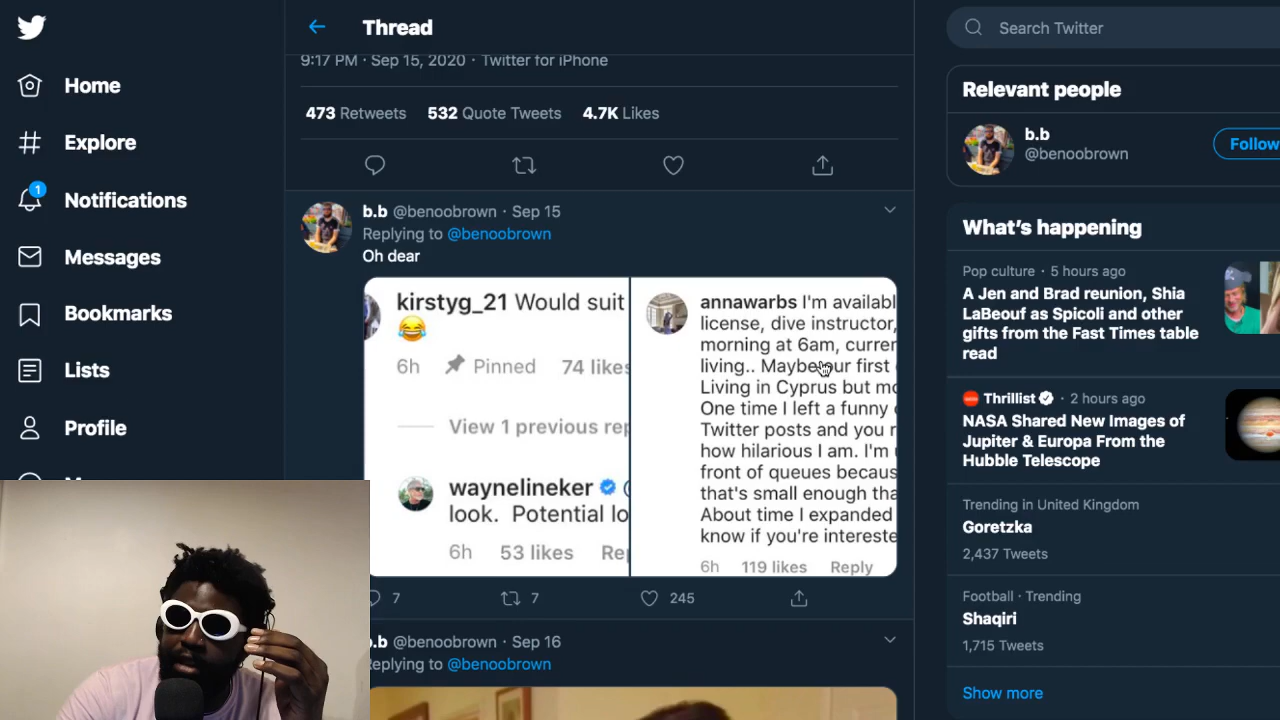 Thread
Search Twitter
9:17 PM · Sep 15, 2020 · Twitter for iPhone
473 Retweets 532 Quote Tweets 4.7K Likes
Home
Explore
1
Notifications
Messages
Bookmarks
Lists
Profile
b.b @benoobrown · Sep 15
Replying to @benoobrown
Oh dear
kirstyg_21 Would suit
😂
6h Pinned 74 likes
View 1 previous
waynelineker
look. Potential
6h 53 likes
annawarbs I'm
license, dive instructor,
morning at 6am,
living.. Maybe our first
Living in Cyprus but
One time I left a funny
Twitter posts and you
how hilarious I am. I'm
front of queues
that's small enough
About time I expanded
know if you're
6h 119 likes Reply
7 7 245
b.b @benoobrown · Sep 16
Replying to @benoobrown
Relevant people
b.b
@benoobrown
Follow
What's happening
Pop culture · 5 hours ago
A Jen and Brad reunion, Shia
LaBeouf as Spicoli and other
gifts from the Fast Times table
read
Thrillist · 2 hours ago
NASA Shared New Images of
Jupiter & Europa From the
Hubble Telescope
Trending in United Kingdom
Goretzka
2,437 Tweets
Football · Trending
Shaqiri
1,715 Tweets
Show more